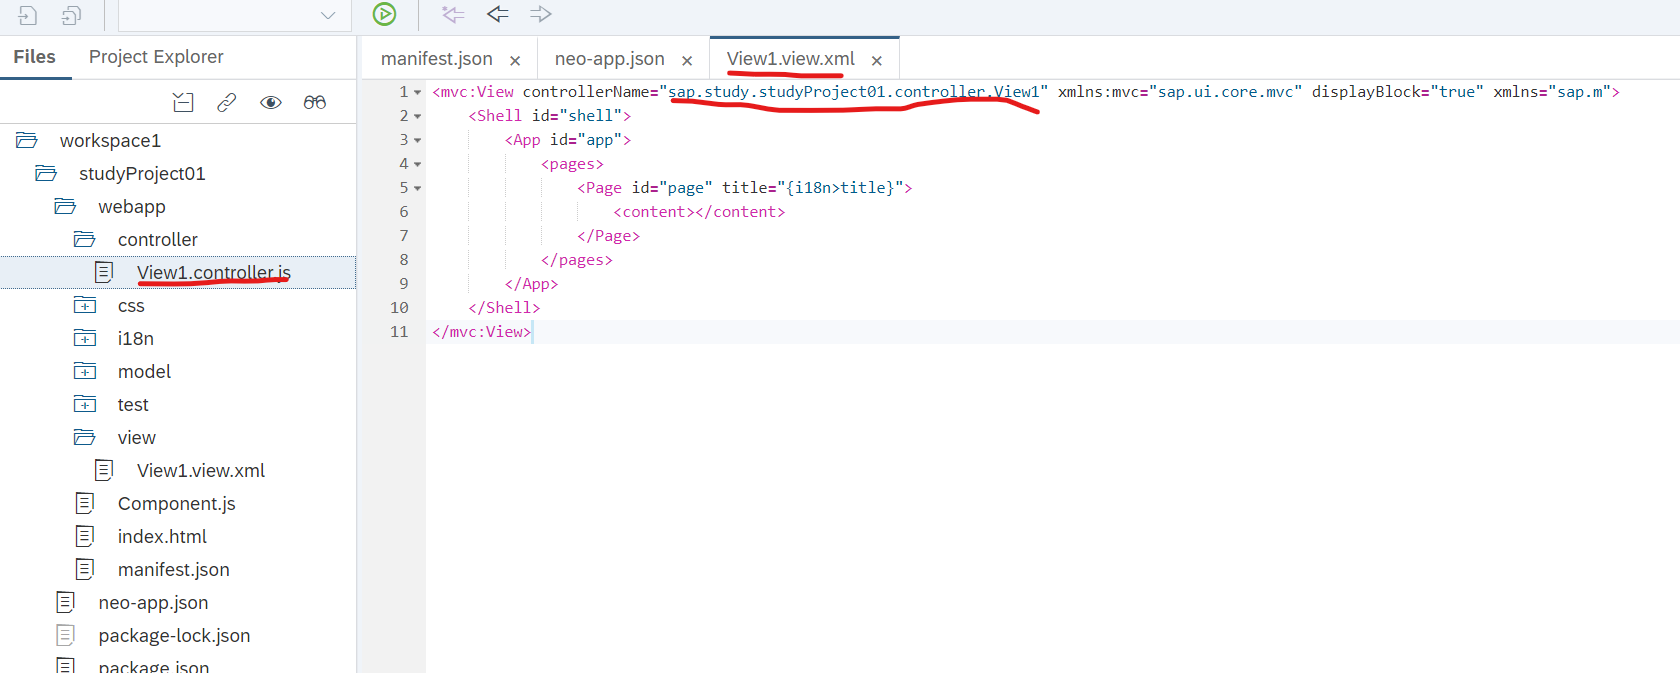 Files Project Explorer
manifest.json × neo-app.json × View1.view.xml ×
workspace1
studyProject01
webapp
controller
View1.controller.js
css
i18n
model
test
view
View1.view.xml
Component.js
index.html
manifest.json
neo-app.json
package-lock.json
package.json
1 <mvc:View controllerName="sap.study.studyProject01.controller.View1" xmlns:mvc="sap.ui.core.mvc" displayBlock="true" xmlns="sap.m">
2 <Shell id="shell">
3 <App id="app">
4 <pages>
5 <Page id="page" title="{i18n>title}">
6 <content></content>
7 </Page>
8 </pages>
9 </App>
10 </Shell>
11 </mvc:View>